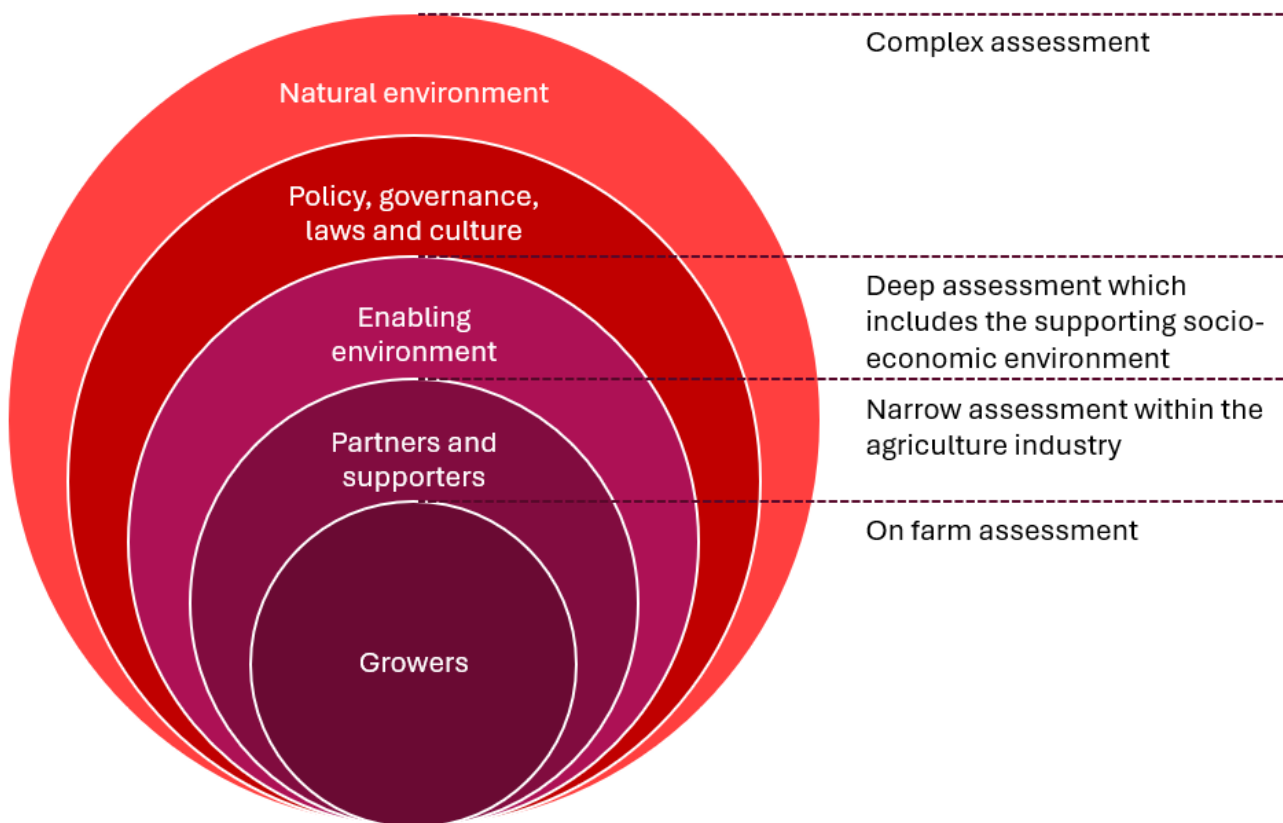 Complex assessment
Natural environment
Policy, governance,
laws and culture
Deep assessment which
includes the supporting socio-
economic environment
Enabling
environment
Narrow assessment within the
agriculture industry
Partners and
supporters
On farm assessment
Growers